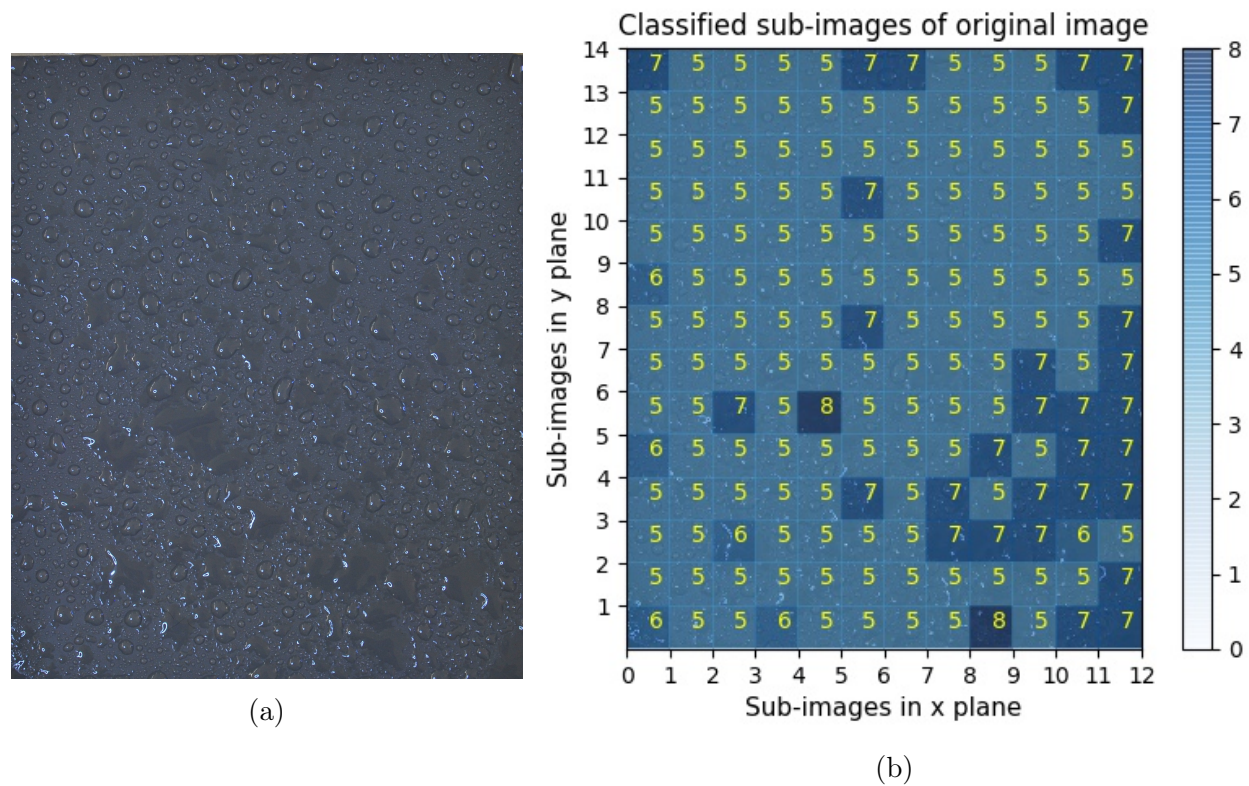 Classified sub-images of original image
14
7 5 5 5 5 7 7 5 5 5 7 7
13
5 5 5 5 5 5 5 5 5 5 5 7
12
5 5 5 5 5 5 5 5 5 5 5 5
11
5 5 5 5 5 7 5 5 5 5 5 5
10
5 5 5 5 5 5 5 5 5 5 5 7
9
6 5 5 5 5 5 5 5 5 5 5 5
8
5 5 5 5 5 7 5 5 5 5 5 7
7
5 5 5 5 5 5 5 5 5 7 5 7
6
5 5 7 5 8 5 5 5 5 7 7 7
5
6 5 5 5 5 5 5 5 7 5 7 7
4
5 5 5 5 5 7 5 7 5 7 7 7
3
5 5 6 5 5 5 5 7 7 7 6 5
2
5 5 5 5 5 5 5 5 5 5 5 7
1
6 5 5 6 5 5 5 5 8 5 7 7
0 1 2 3 4 5 6 7 8 9 10 11 12
Sub-images in x plane
Sub-images in y plane
8
7
6
5
4
3
2
1
0
(a)
(b)